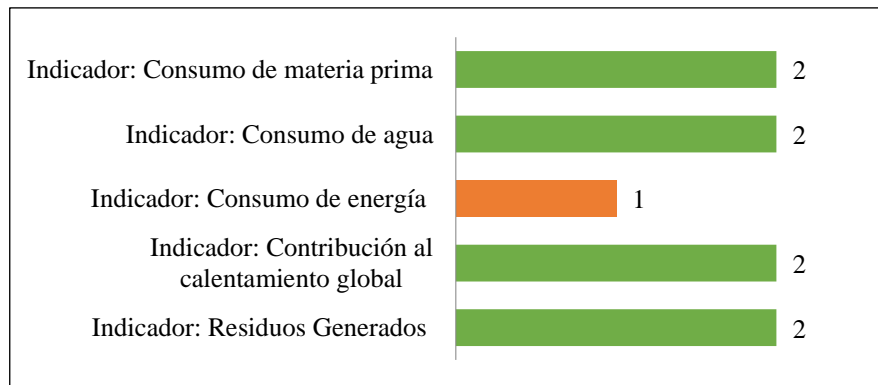 Indicador: Consumo de materia prima 2
Indicador: Consumo de agua 2
Indicador: Consumo de energía 1
Indicador: Contribución al
calentamiento global 2
Indicador: Residuos Generados 2